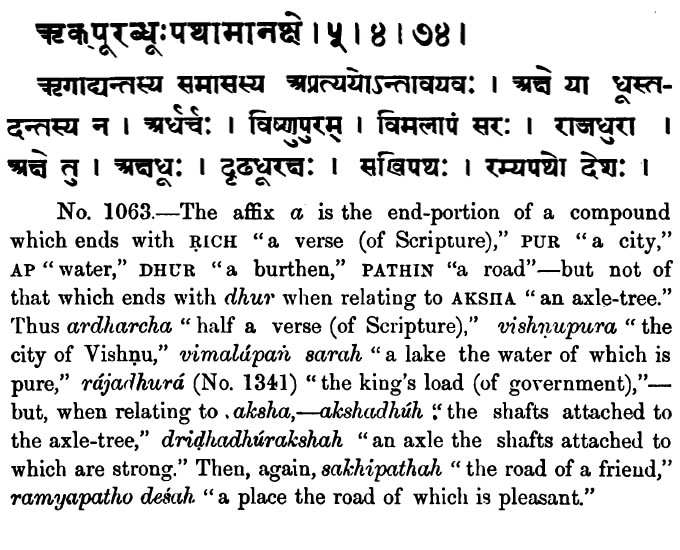 ऋक्पूरब्धूःपथामानक्षे । ५ । ४ । ७४ ।
ऋगाद्यन्तस्य समासस्य अप्रत्ययोऽन्तावयवः । अक्षे या धूस्त-
दन्तस्य न । अर्धर्चः । विष्णुपुरम् । विमलापं सरः । राजधुरा ।
अक्षे तु । अक्षधूः । दृढधूरक्षः । सखिपथः । रम्यपथो देशः ।
No. 1063.—The affix a is the end-portion of a compound
which ends with ṚICH “a verse (of Scripture),” PUR “a city,”
AP “water,” DHUR “a burthen,” PATHIN “a road”—but not of
that which ends with dhur when relating to AKSHA “an axle-tree.”
Thus ardharcha “half a verse (of Scripture),” vishṇupura “the
city of Vishṇu,” vimalápaṅ sarah “a lake the water of which is
pure,” rájadhurá (No. 1341) “the king’s load (of government),”—
but, when relating to aksha,—akshadhúh “the shafts attached to
the axle-tree,” driḍhadhúrakshah “an axle the shafts attached to
which are strong.” Then, again, sakhipathah “the road of a friend,”
ramyapatho deśah “a place the road of which is pleasant.”